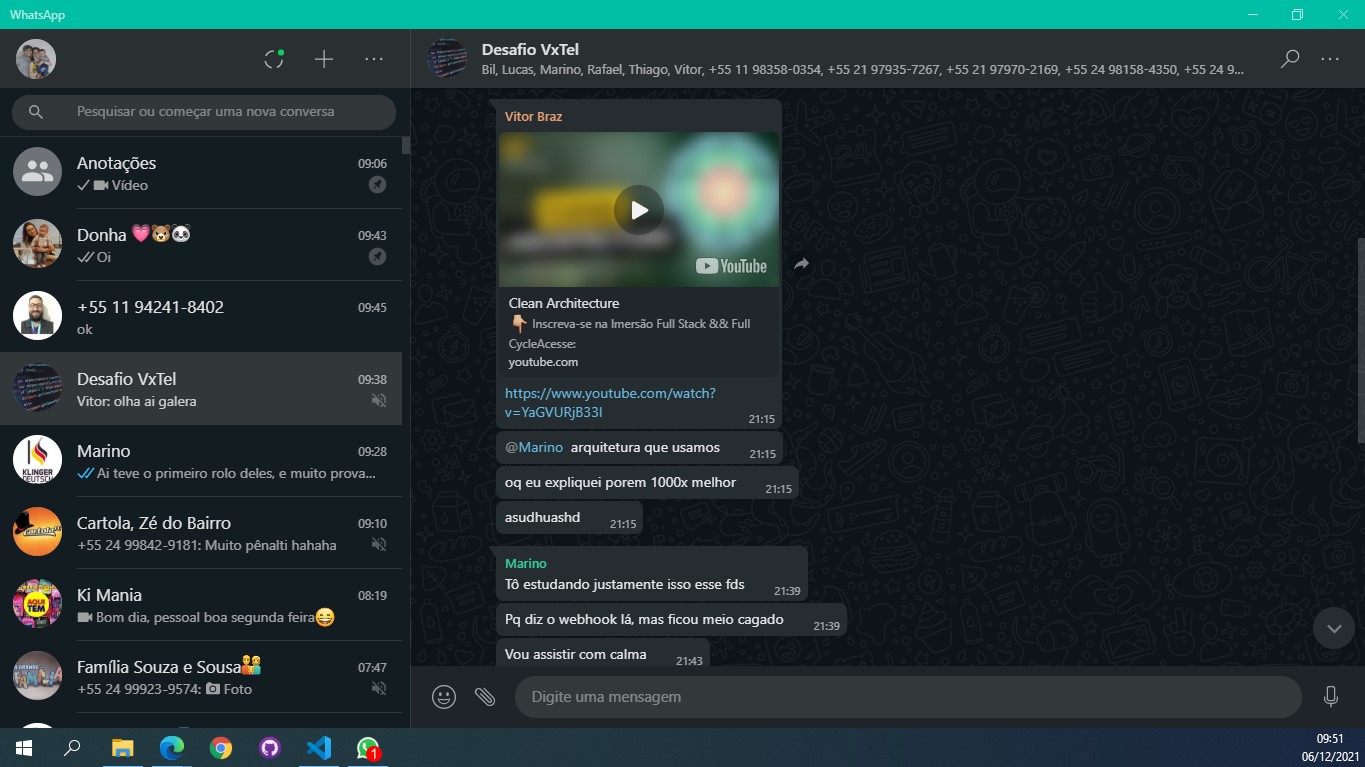 WhatsApp
Pesquisar ou começar uma nova conversa
Anotações
09:06
Vídeo
Donha 💗🐻🐼
09:43
Oi
+55 11 94241-8402
09:45
ok
Desafio VxTel
09:38
Vitor: olha ai galera
Marino
09:28
Ai teve o primeiro rolo deles, e muito prova...
KLINGER
DEUTSCH
Cartola, Zé do Bairro
09:10
+55 24 99842-9181: Muito pênalti hahaha
Cartola
Ki Mania
08:19
Bom dia, pessoal boa segunda feira😄
AQUI
TEM
Família Souza e Sousa
07:47
+55 24 99923-9574: Foto
Desafio VxTel
Bil, Lucas, Marino, Rafael, Thiago, Vitor, +55 11 98358-0354, +55 21 97935-7267, +55 21 97970-2169, +55 24 98158-4350, +55 24 9...
Vitor Braz
YouTube
Clean Architecture
👇🏼 Inscreva-se na Imersão Full Stack && Full
CycleAcesse:
youtube.com
https://www.youtube.com/watch?
v=YaGVURjB33I
21:15
@Marino arquitetura que usamos
21:15
oq eu expliquei porem 1000x melhor
21:15
asudhuashd
21:15
Marino
Tô estudando justamente isso esse fds
21:39
Pq diz o webhook lá, mas ficou meio cagado
21:39
Vou assistir com calma
21:43
Digite uma mensagem
1
09:51
06/12/2021